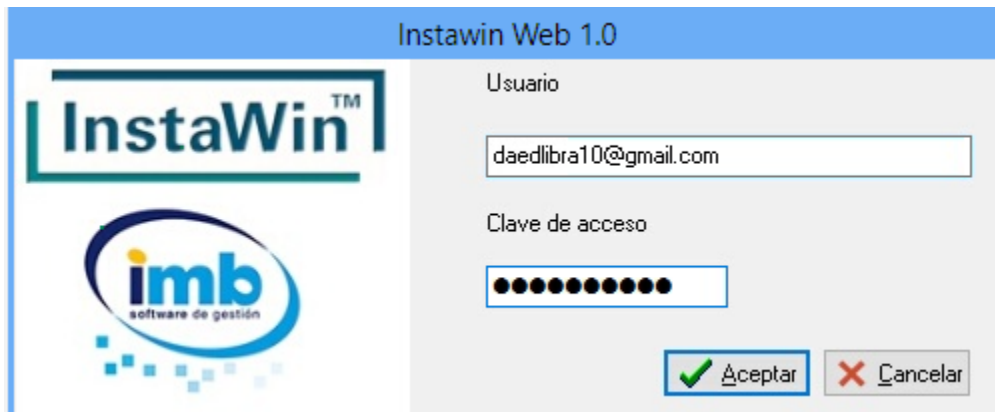 Instawin Web 1.0
InstaWin™
imb
software de gestión
Usuario
daedlibra10@gmail.com
Clave de acceso
●●●●●●●●●●
Aceptar
Cancelar